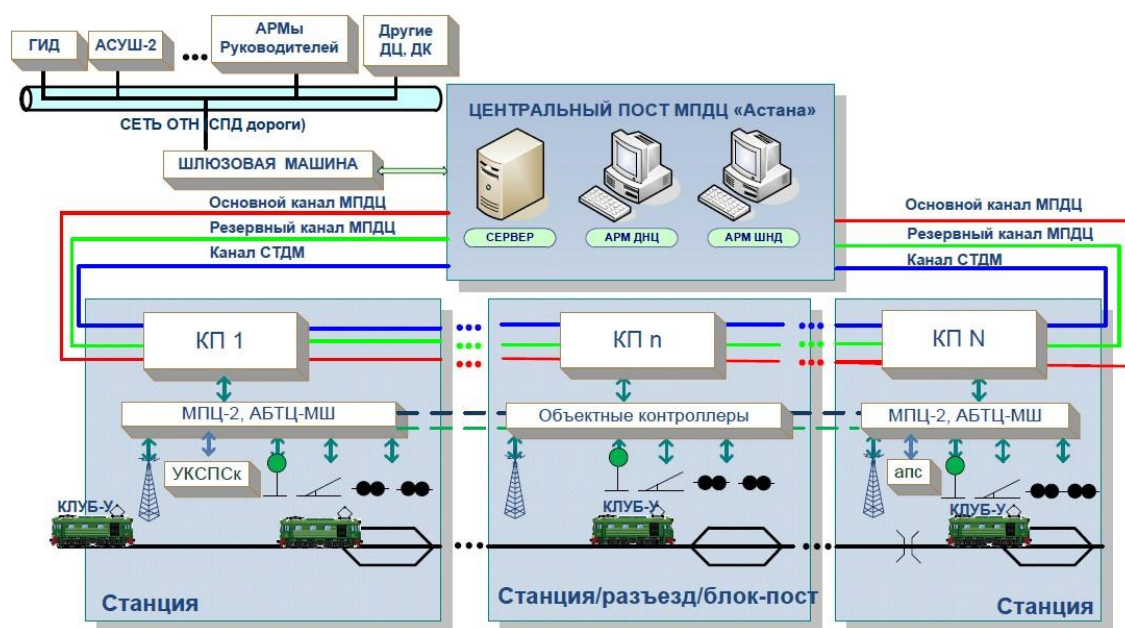 ГИД
АСУШ-2
АРМы
Руководителей
Другие
ДЦ, ДК
СЕТЬ ОТН (СПД дороги)
ШЛЮЗОВАЯ МАШИНА
ЦЕНТРАЛЬНЫЙ ПОСТ МПДЦ «Астана»
СЕРВЕР
АРМ ДНЦ
АРМ ШНД
Основной канал МПДЦ
Резервный канал МПДЦ
Канал СТДМ
Основной канал МПДЦ
Резервный канал МПДЦ
Канал СТДМ
КП 1
КП n
КП N
МПЦ-2, АБТЦ-МШ
Объектные контроллеры
МПЦ-2, АБТЦ-МШ
УКСПСк
апс
КЛУБ-У
КЛУБ-У
КЛУБ-У
Станция
Станция/разъезд/блок-пост
Станция